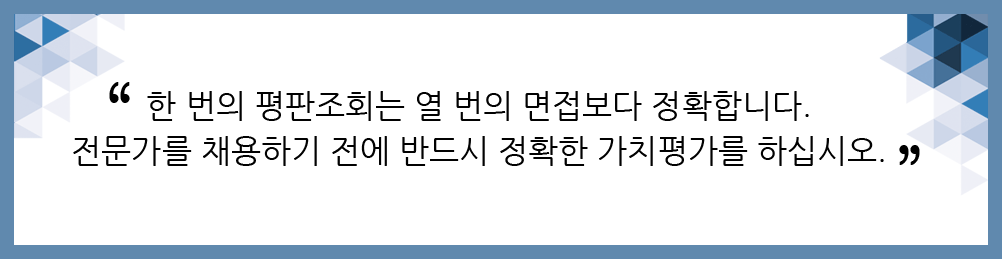 “ 한 번의 평판조회는 열 번의 면접보다 정확합니다.
전문가를 채용하기 전에 반드시 정확한 가치평가를 하십시오. ”